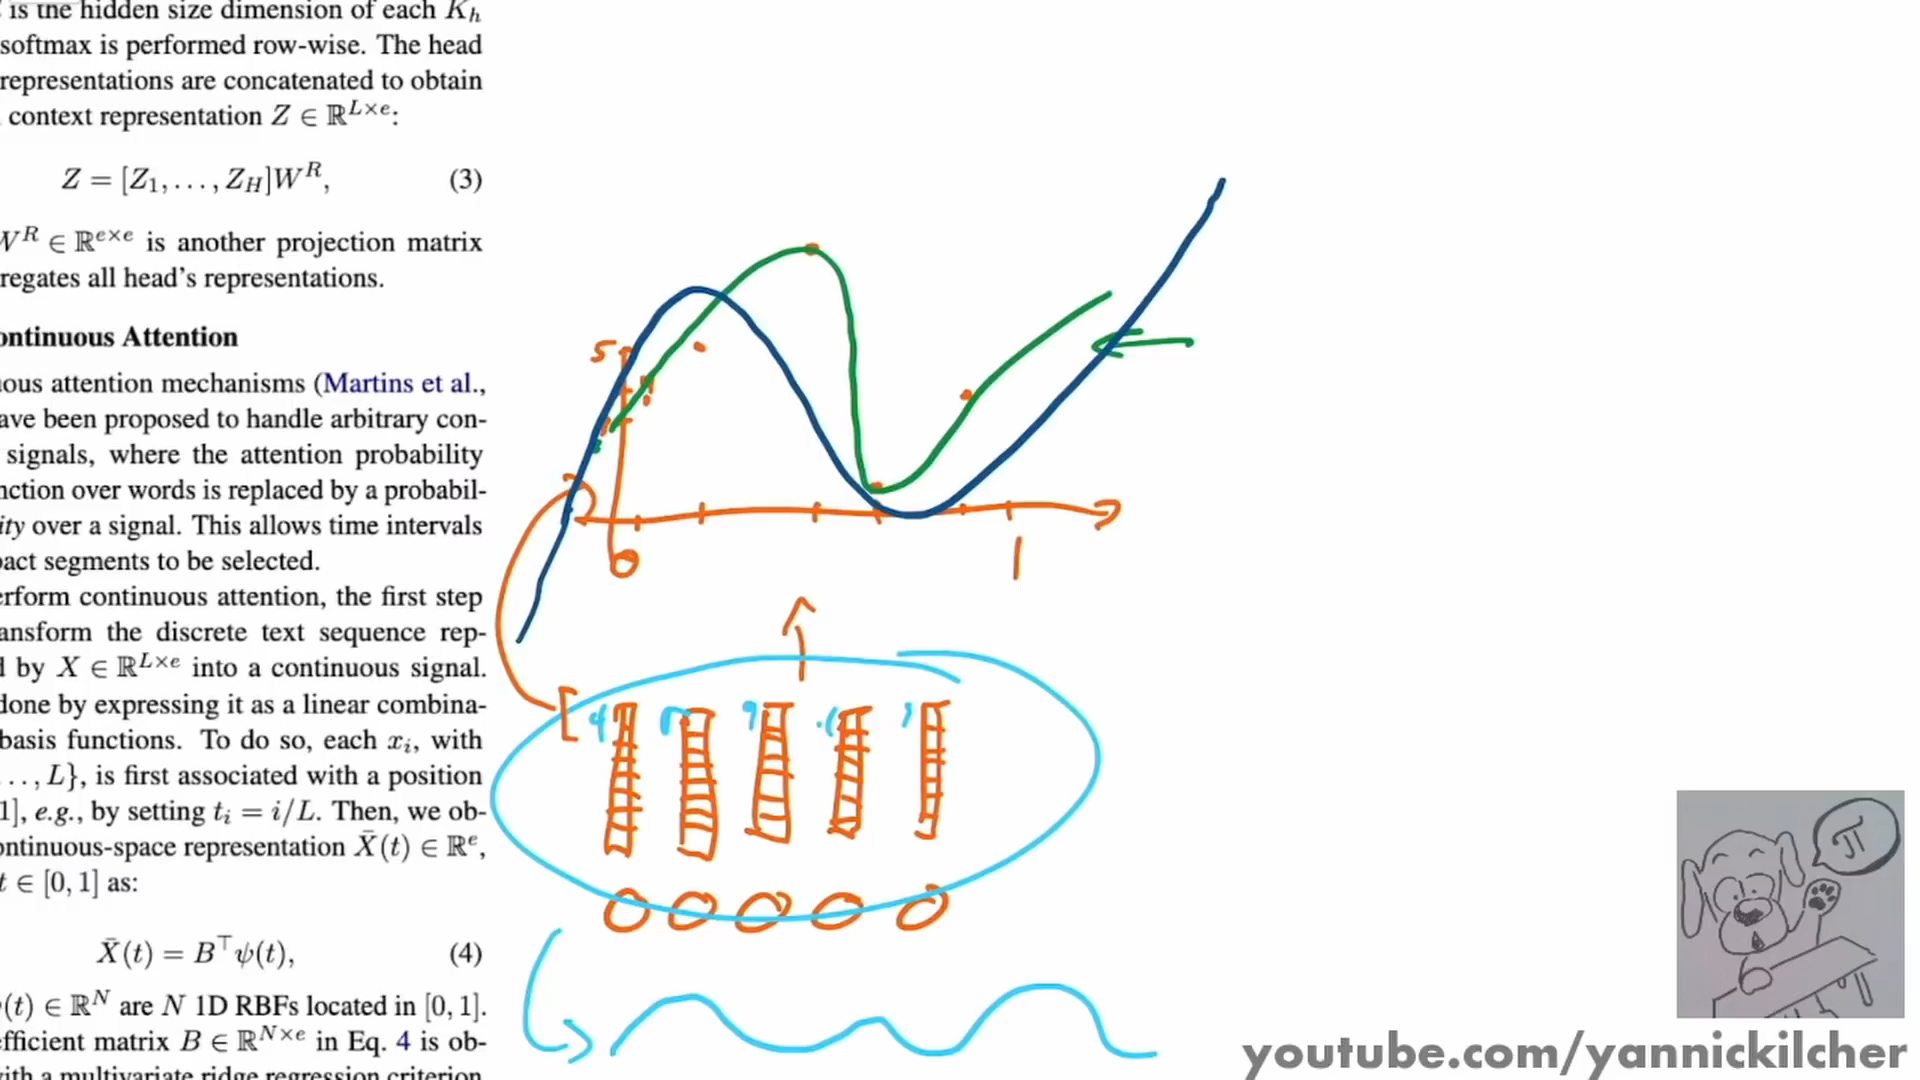 is the hidden size dimension of each K_h
softmax is performed row-wise. The head
representations are concatenated to obtain
context representation Z ∈ ℝ^{L×e}:
Z = [Z_1, . . . , Z_H]W^R, (3)
W^R ∈ ℝ^{e×e} is another projection matrix
regates all head's representations.
ontinuous Attention
ous attention mechanisms (Martins et al.,
ave been proposed to handle arbitrary con-
signals, where the attention probability
nction over words is replaced by a probabil-
ity over a signal. This allows time intervals
pact segments to be selected.
erform continuous attention, the first step
ansform the discrete text sequence rep-
d by X ∈ ℝ^{L×e} into a continuous signal.
done by expressing it as a linear combina-
basis functions. To do so, each x_i, with
. . , L}, is first associated with a position
1], e.g., by setting t_i = i/L. Then, we ob-
ontinuous-space representation X̄(t) ∈ ℝ^e,
t ∈ [0, 1] as:
X̄(t) = B^⊤ψ(t), (4)
(t) ∈ ℝ^N are N 1D RBFs located in [0, 1].
efficient matrix B ∈ ℝ^{N×e} in Eq. 4 is ob-
with a multivariate ridge regression criterion
5
0
1
π
youtube.com/yannickilcher